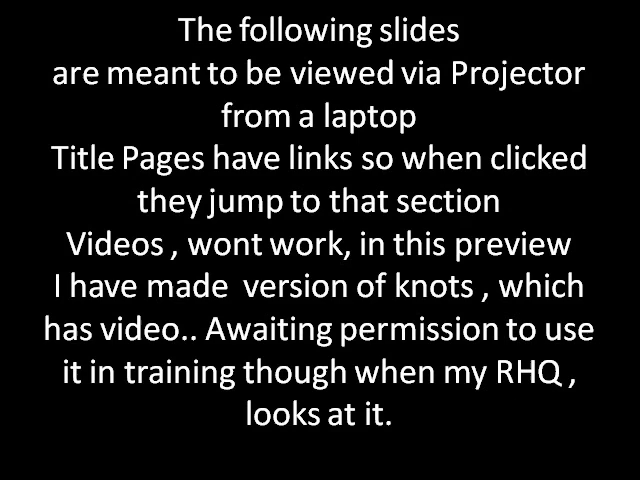 The following slides
are meant to be viewed via Projector
from a laptop
Title Pages have links so when clicked
they jump to that section
Videos , wont work, in this preview
I have made  version of knots , which
has video.. Awaiting permission to use
it in training though when my RHQ ,
looks at it.